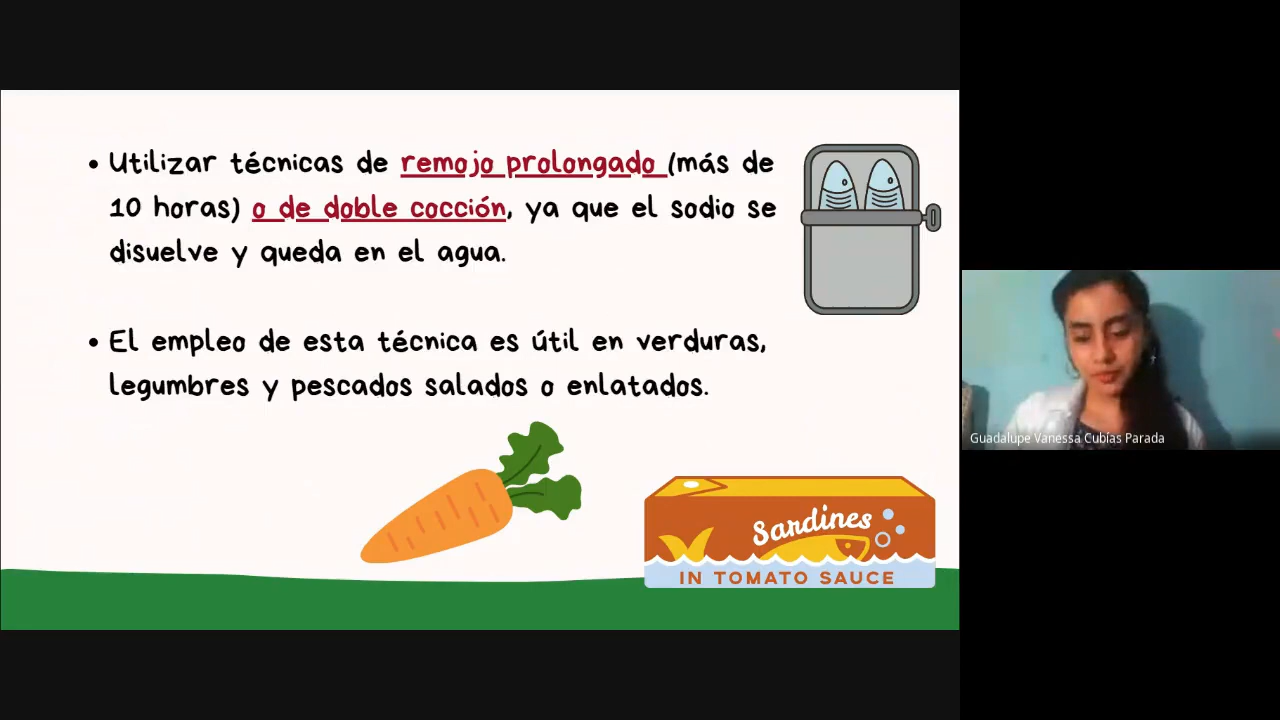 • Utilizar técnicas de remojo prolongado (más de
10 horas) o de doble cocción, ya que el sodio se
disuelve y queda en el agua.
• El empleo de esta técnica es útil en verduras,
legumbres y pescados salados o enlatados.
Sardines
IN TOMATO SAUCE
Guadalupe Vanessa Cubías Parada